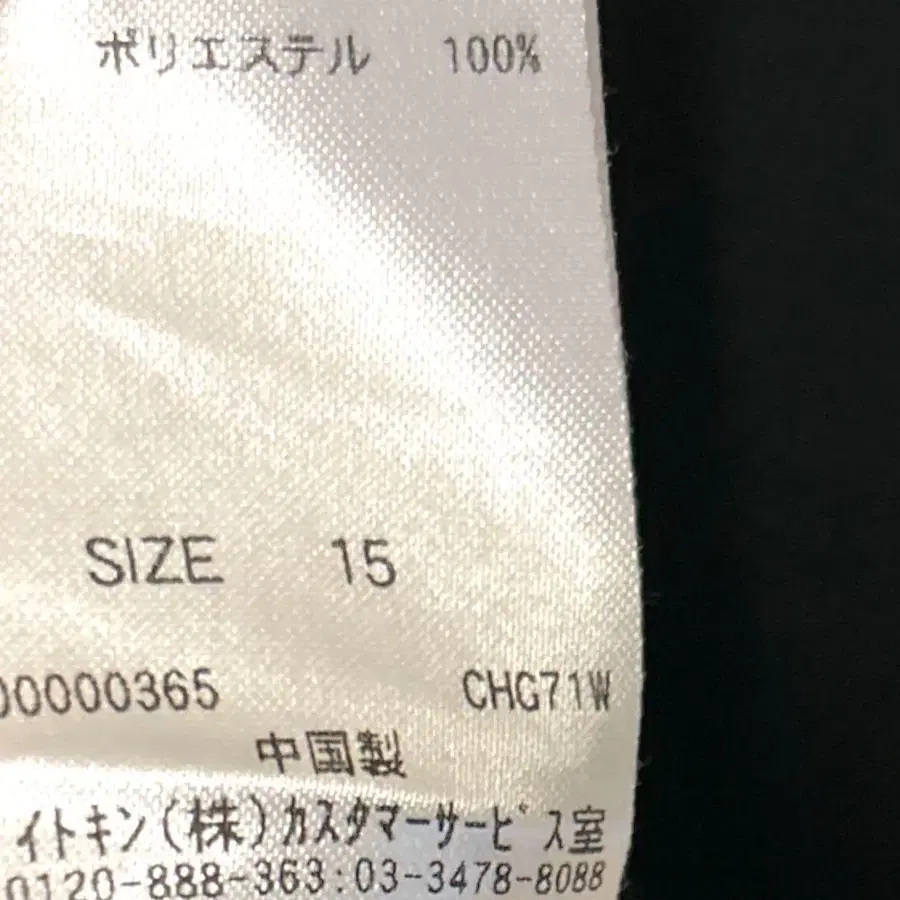 ポリエステル 100%
SIZE 15
00000365 CHG71W
中国製
イトキン(株)カスタマーサービス室
0120-888-363:03-3478-8088